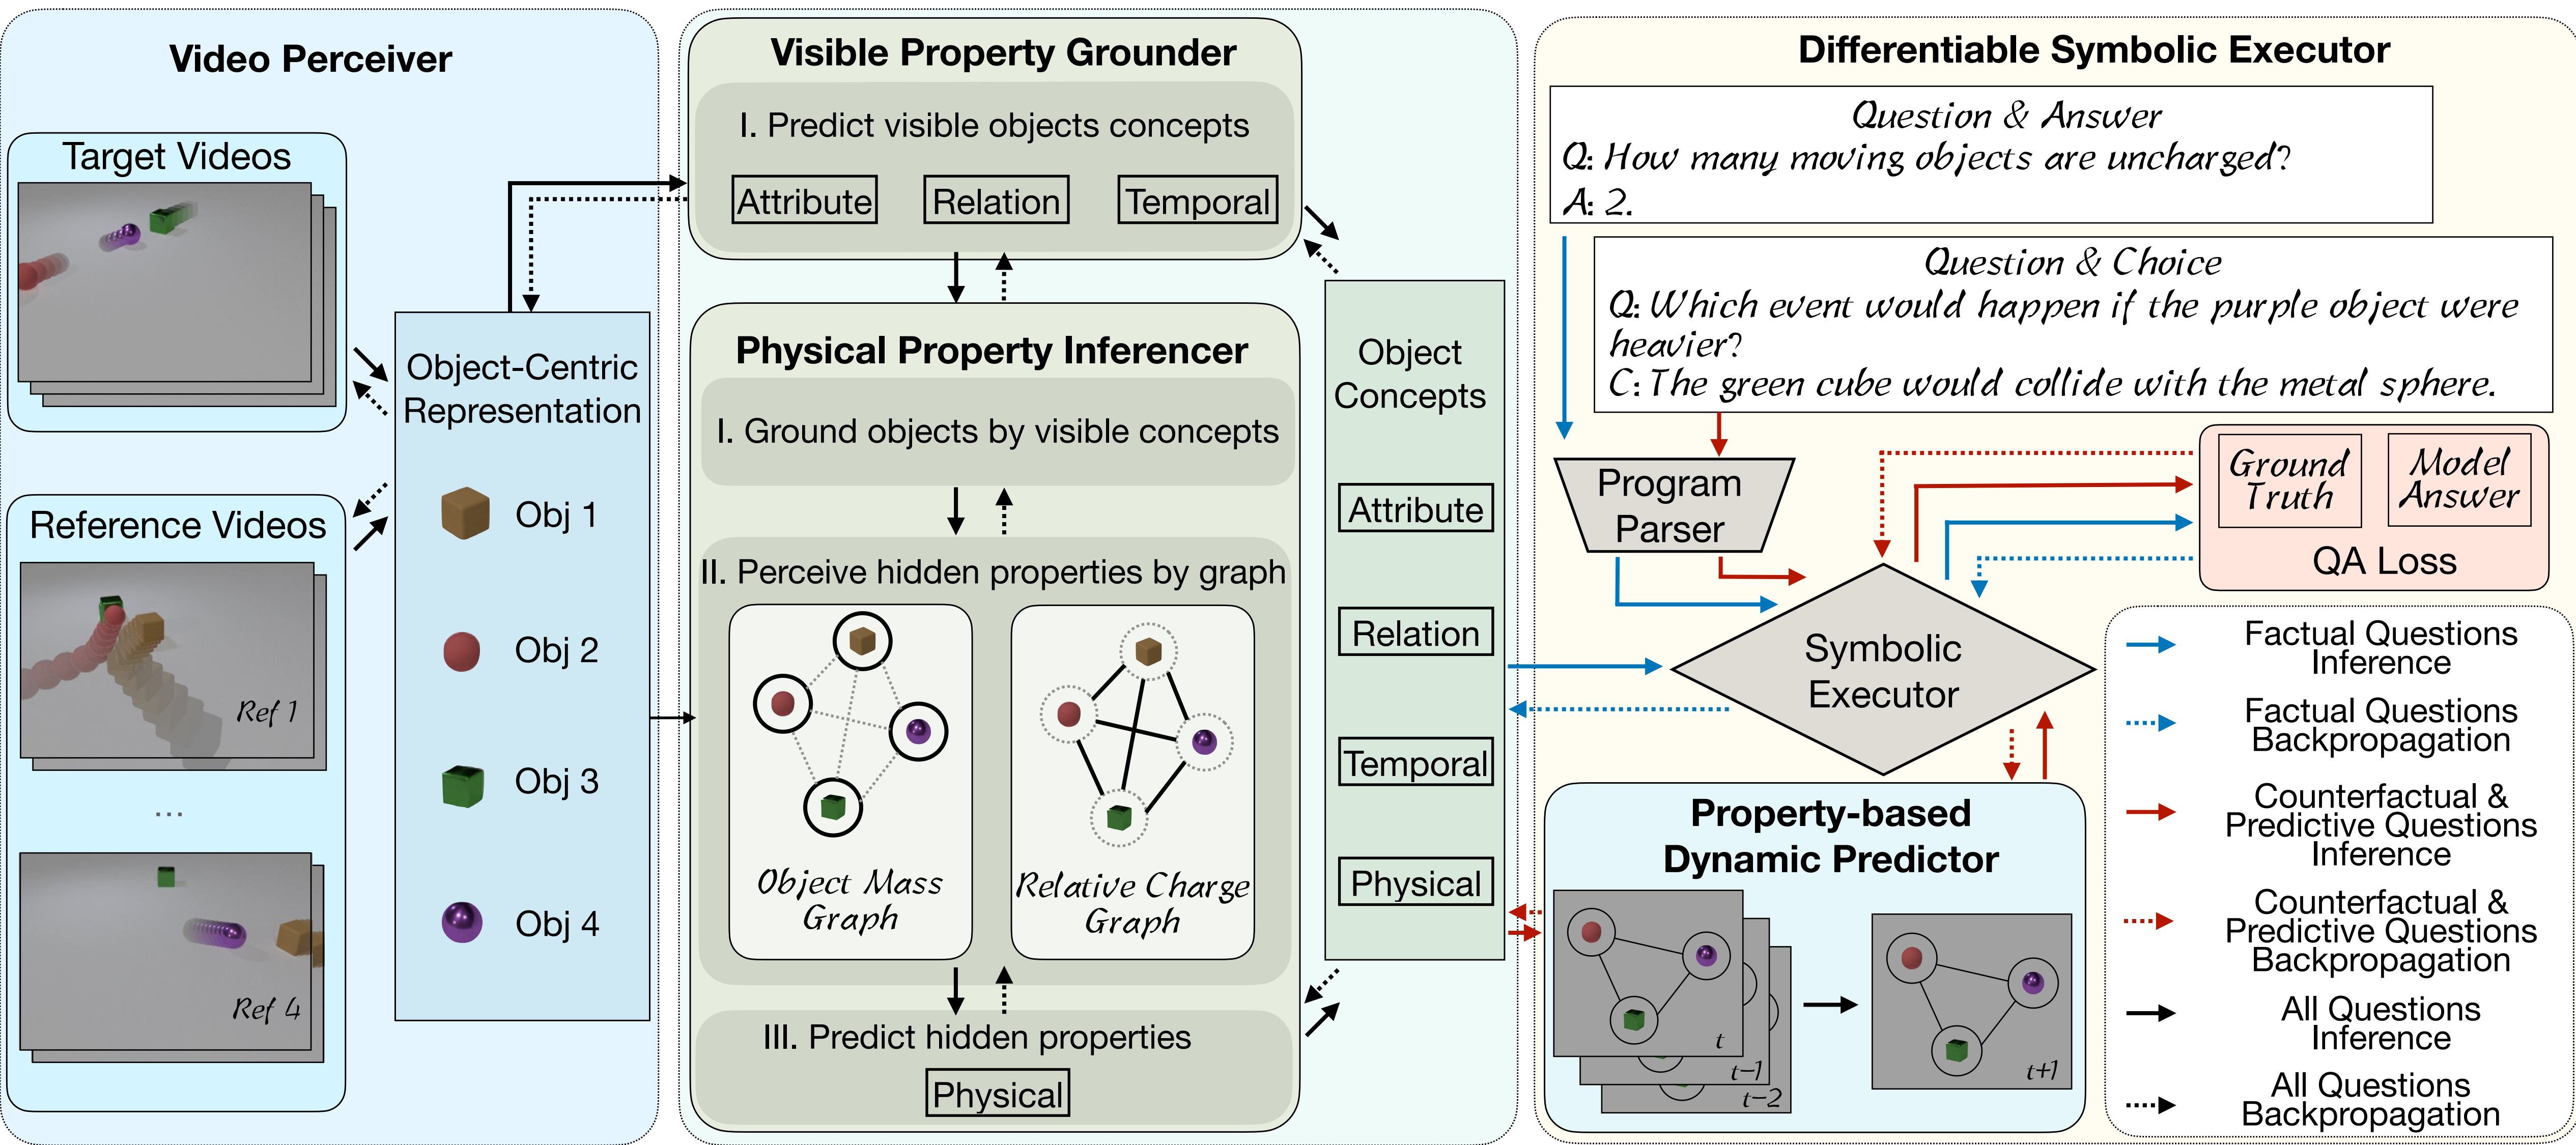 Video Perceiver
Target Videos
Reference Videos
Ref 1
...
Ref 4
Object-Centric
Representation
Obj 1
Obj 2
Obj 3
Obj 4
Visible Property Grounder
I. Predict visible objects concepts
Attribute
Relation
Temporal
Physical Property Inferencer
I. Ground objects by visible concepts
II. Perceive hidden properties by graph
Object Mass
Graph
Relative Charge
Graph
III. Predict hidden properties
Physical
Object
Concepts
Attribute
Relation
Temporal
Physical
Differentiable Symbolic Executor
Question & Answer
Q: How many moving objects are uncharged?
A: 2.
Question & Choice
Q: Which event would happen if the purple object were
heavier?
C: The green cube would collide with the metal sphere.
Program
Parser
Ground
Truth
Model
Answer
QA Loss
Symbolic
Executor
Property-based
Dynamic Predictor
t
t-1
t-2
t+1
Factual Questions
Inference
Factual Questions
Backpropagation
Counterfactual &
Predictive Questions
Inference
Counterfactual &
Predictive Questions
Backpropagation
All Questions
Inference
All Questions
Backpropagation